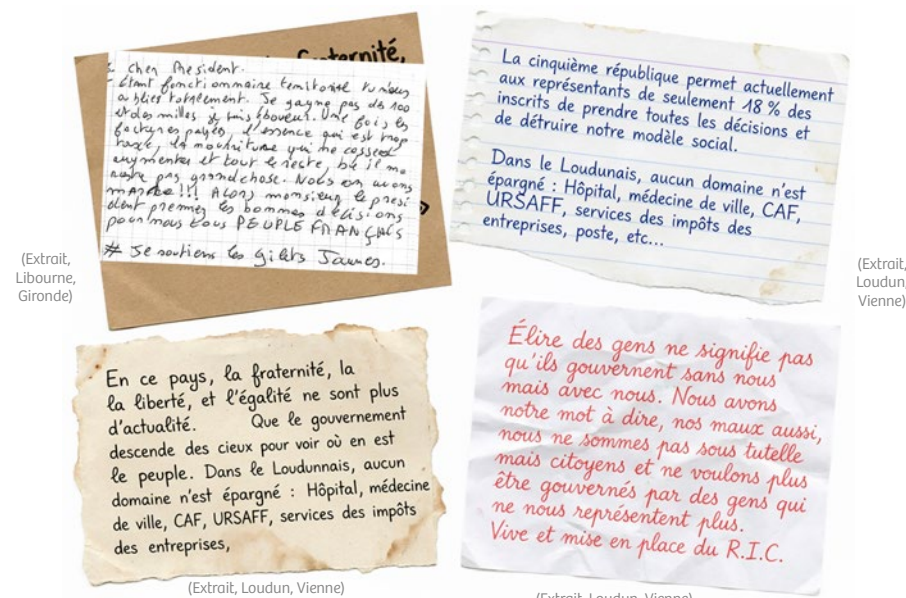 fraternité,
Cher President.
étant fonctionnaire territorial tu nous
a blies totalement. Je gagne pas des 100
et des milles je suis éboueur. Une fois les
factures payés, l'essence qui est trop
taxé, la nourriture qui ne cesse d
augmenter et tout le reste, bé il me
reste pas grand chose. Nous en avons
marre!!! Alors monsieur le presi
dent prenez les bonnes décisions
pour nous tous PEUPLE FRANÇAIS
# Je soutiens les Gilets Jaunes.
(Extrait,
Libourne,
Gironde)
La cinquième république permet actuellement
aux représentants de seulement 18 % des
inscrits de prendre toutes les décisions et
de détruire notre modèle social.
Dans le Loudunais, aucun domaine n'est
épargné : Hôpital, médecine de ville, CAF,
URSAFF, services des impôts des
entreprises, poste, etc...
(Extrait,
Loudun,
Vienne)
En ce pays, la fraternité, la
la liberté, et l'égalité ne sont plus
d'actualité. Que le gouvernement
descende des cieux pour voir où en est
le peuple. Dans le Loudunnais, aucun
domaine n'est épargné : Hôpital, médecine
de ville, CAF, URSAFF, services des impôts
des entreprises,
(Extrait, Loudun, Vienne)
Élire des gens ne signifie pas
qu'ils gouvernent sans nous
mais avec nous. Nous avons
notre mot à dire, nos maux aussi,
nous ne sommes pas sous tutelle
mais citoyens et ne voulons plus
être gouvernés par des gens qui
ne nous représentent plus.
Vive et mise en place du R.I.C.
(Extrait, Loudun, Vienne)